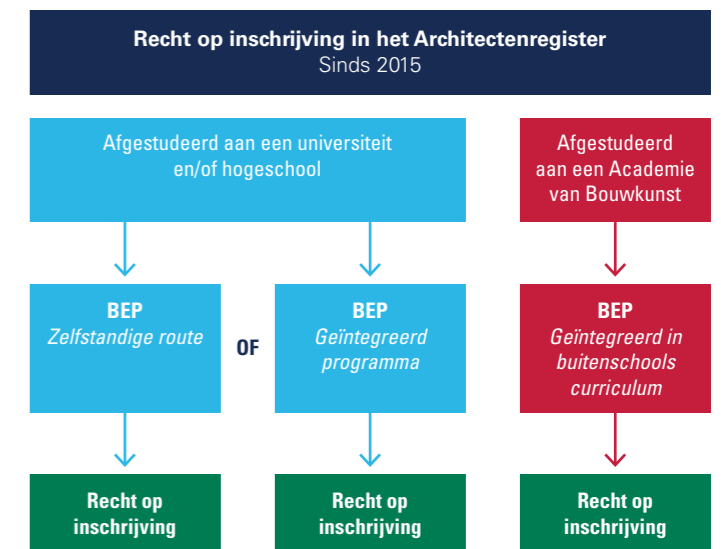 Recht op inschrijving in het Architectenregister
Sinds 2015
Afgestudeerd aan een universiteit
en/of hogeschool
Afgestudeerd
aan een Academie
van Bouwkunst
BEP
Zelfstandige route
OF
BEP
Geïntegreerd
programma
BEP
Geïntegreerd in
buitenschools
curriculum
Recht op
inschrijving
Recht op
inschrijving
Recht op
inschrijving